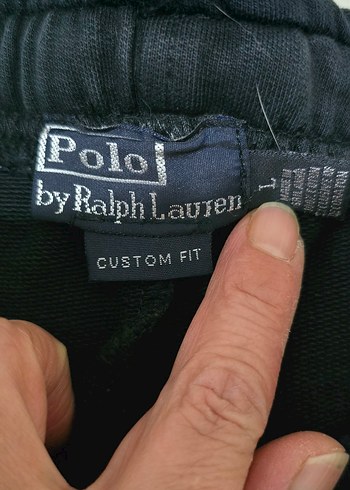 Polo
by Ralph Lauren
L
CUSTOM FIT